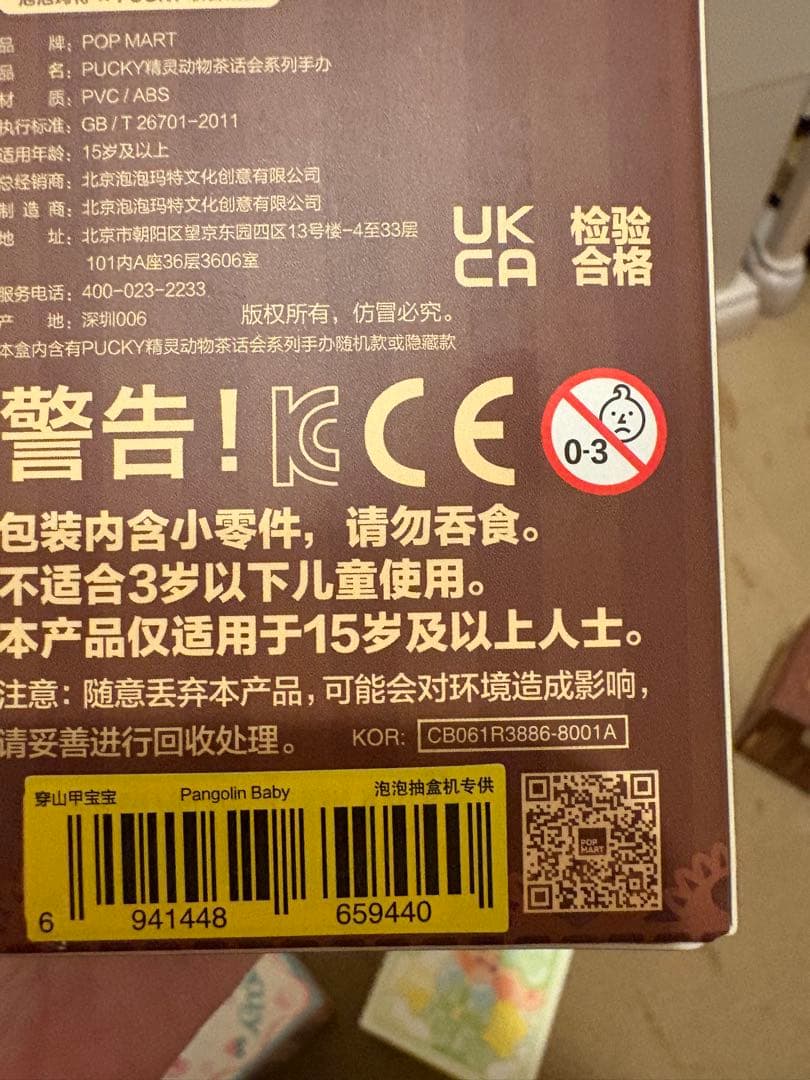 品 牌: POP MART
品 名: PUCKY精灵动物茶话会系列手办
材 质: PVC / ABS
执行标准: GB / T 26701-2011
适用年龄: 15岁及以上
总经销商: 北京泡泡玛特文化创意有限公司
制 造 商: 北京泡泡玛特文化创意有限公司
地 址: 北京市朝阳区望京东园四区13号楼-4至33层
101内A座36层3606室
服务电话: 400-023-2233
产 地: 深圳006
版权所有，仿冒必究。
本盒内含有PUCKY精灵动物茶话会系列手办随机款或隐藏款
UK
CA
检验
合格
警告！
KC
CE
0-3
包装内含小零件，请勿吞食。
不适合3岁以下儿童使用。
本产品仅适用于15岁及以上人士。
注意: 随意丢弃本产品，可能会对环境造成影响，
请妥善进行回收处理。
KOR: CB061R3886-8001A
穿山甲宝宝 Pangolin Baby 泡泡抽盒机专供
6 941448 659440
POP
MART